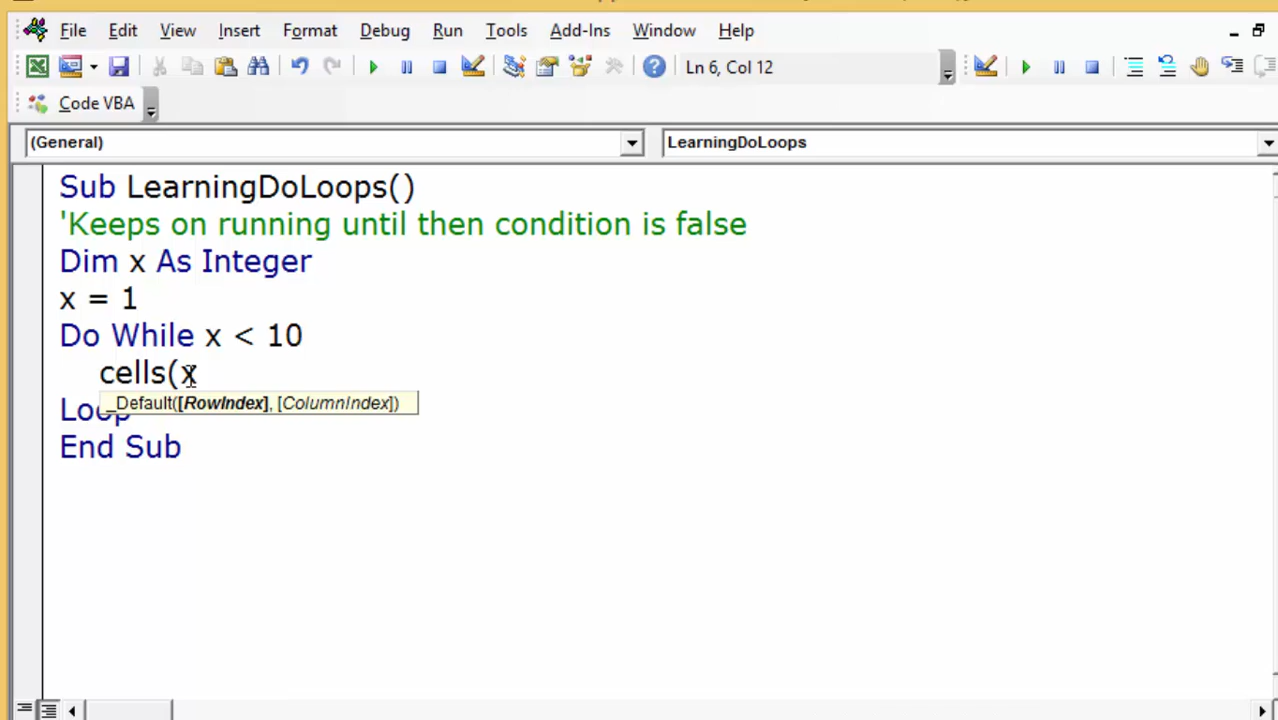 File Edit View Insert Format Debug Run Tools Add-Ins Window Help
Ln 6, Col 12
Code VBA
(General) LearningDoLoops
Sub LearningDoLoops()
'Keeps on running until then condition is false
Dim x As Integer
x = 1
Do While x < 10
cells(x
_Default([RowIndex], [ColumnIndex])
Loop
End Sub